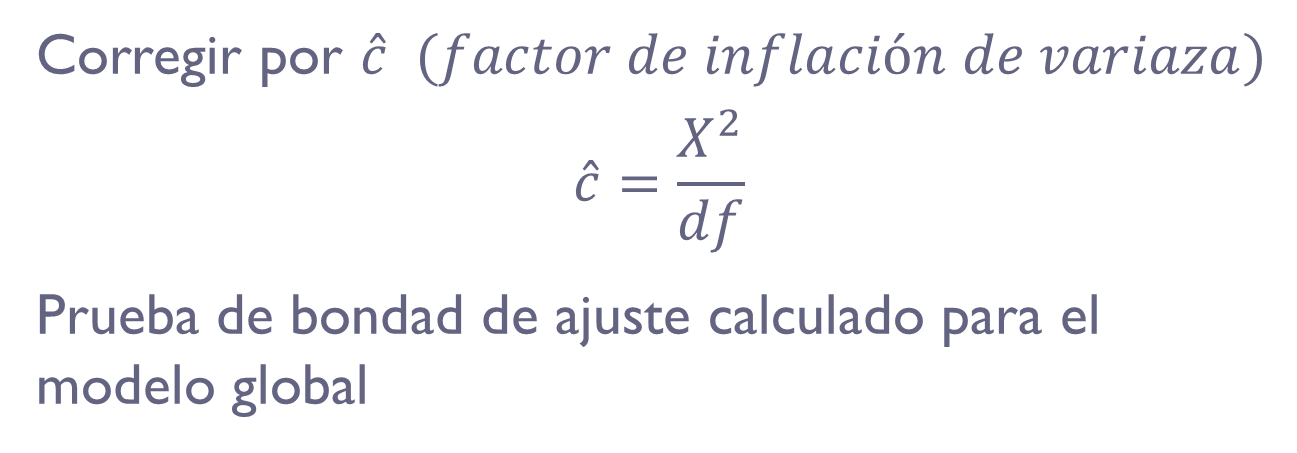 Corregir por ĉ (factor de inflación de variaza)
ĉ = X²/df
Prueba de bondad de ajuste calculado para el
modelo global